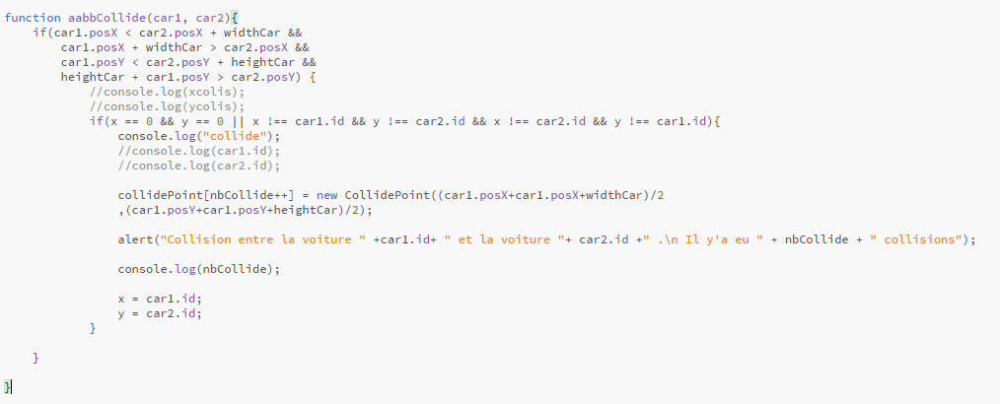 function aabbCollide(car1, car2){
if(car1.posX < car2.posX + widthCar &&
car1.posX + widthCar > car2.posX &&
car1.posY < car2.posY + heightCar &&
heightCar + car1.posY > car2.posY) {
//console.log(xcolis);
//console.log(ycolis);
if(x == 0 && y == 0 || x !== car1.id && y !== car2.id && x !== car2.id && y !== car1.id){
console.log("collide");
//console.log(car1.id);
//console.log(car2.id);
collidePoint[nbCollide++] = new CollidePoint((car1.posX+car1.posX+widthCar)/2
,(car1.posY+car1.posY+heightCar)/2);
alert("Collision entre la voiture " +car1.id+ " et la voiture "+ car2.id +" .\n Il y'a eu " + nbCollide + " collisions");
console.log(nbCollide);
x = car1.id;
y = car2.id;
}
}
}